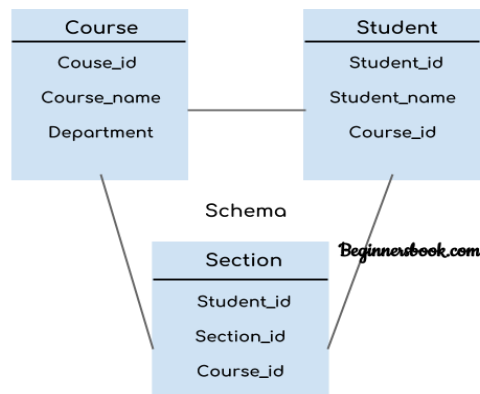 Course
Couse_id
Course_name
Department
Student
Student_id
Student_name
Course_id
Schema
Beginnersbook.com
Section
Student_id
Section_id
Course_id